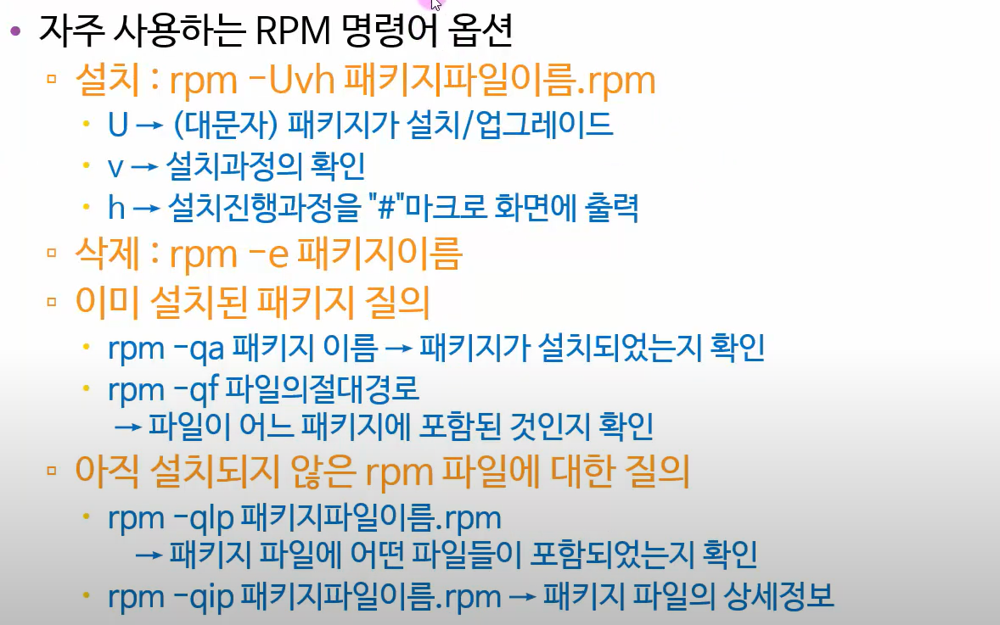 • 자주 사용하는 RPM 명령어 옵션
▫ 설치 : rpm -Uvh 패키지파일이름.rpm
• U → (대문자) 패키지가 설치/업그레이드
• v → 설치과정의 확인
• h → 설치진행과정을 "#"마크로 화면에 출력
▫ 삭제 : rpm -e 패키지이름
▫ 이미 설치된 패키지 질의
• rpm -qa 패키지 이름 → 패키지가 설치되었는지 확인
• rpm -qf 파일의절대경로
→ 파일이 어느 패키지에 포함된 것인지 확인
▫ 아직 설치되지 않은 rpm 파일에 대한 질의
• rpm -qlp 패키지파일이름.rpm
→ 패키지 파일에 어떤 파일들이 포함되었는지 확인
• rpm -qip 패키지파일이름.rpm → 패키지 파일의 상세정보